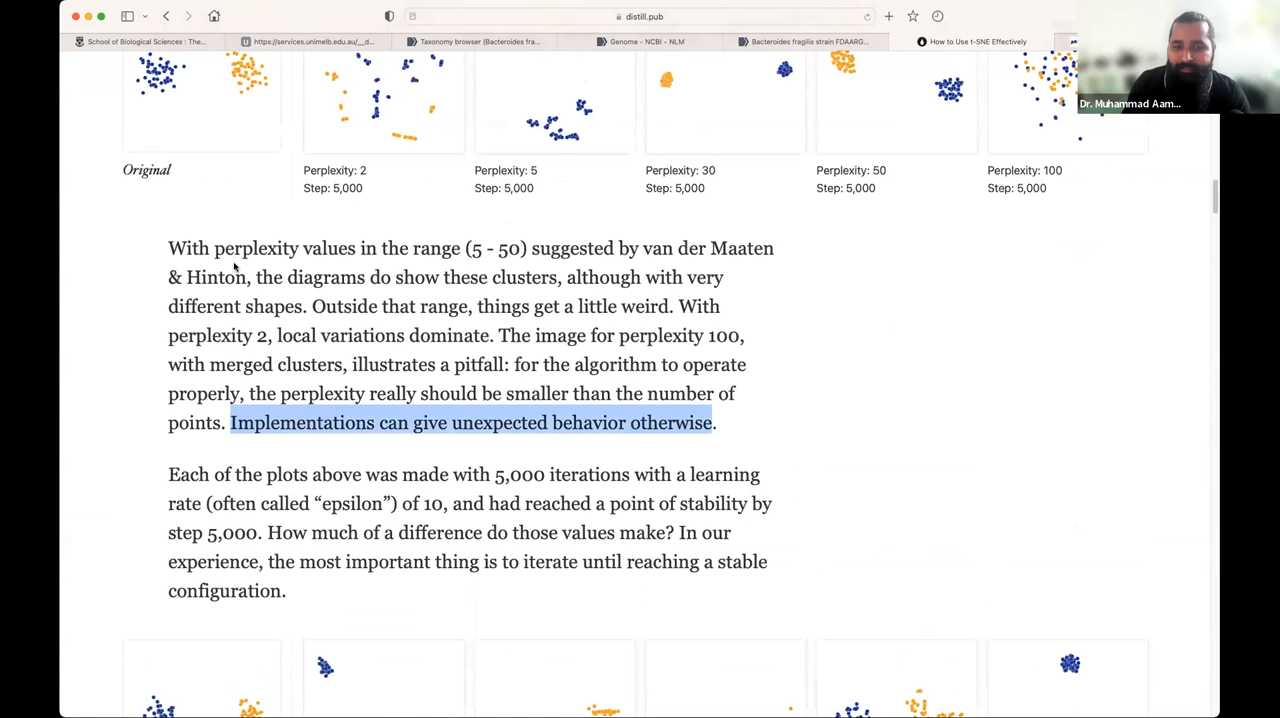 distill.pub
School of Biological Sciences : The...
https://services.unimelb.edu.au/__d...
Taxonomy browser (Bacteroides fra...
Genome - NCBI - NLM
Bacteroides fragilis strain FDAARG...
How to Use t-SNE Effectively
Dr. Muhammad Aam...
Original
Perplexity: 2
Step: 5,000
Perplexity: 5
Step: 5,000
Perplexity: 30
Step: 5,000
Perplexity: 50
Step: 5,000
Perplexity: 100
Step: 5,000
With perplexity values in the range (5 - 50) suggested by van der Maaten
& Hinton, the diagrams do show these clusters, although with very
different shapes. Outside that range, things get a little weird. With
perplexity 2, local variations dominate. The image for perplexity 100,
with merged clusters, illustrates a pitfall: for the algorithm to operate
properly, the perplexity really should be smaller than the number of
points. Implementations can give unexpected behavior otherwise.
Each of the plots above was made with 5,000 iterations with a learning
rate (often called “epsilon”) of 10, and had reached a point of stability by
step 5,000. How much of a difference do those values make? In our
experience, the most important thing is to iterate until reaching a stable
configuration.